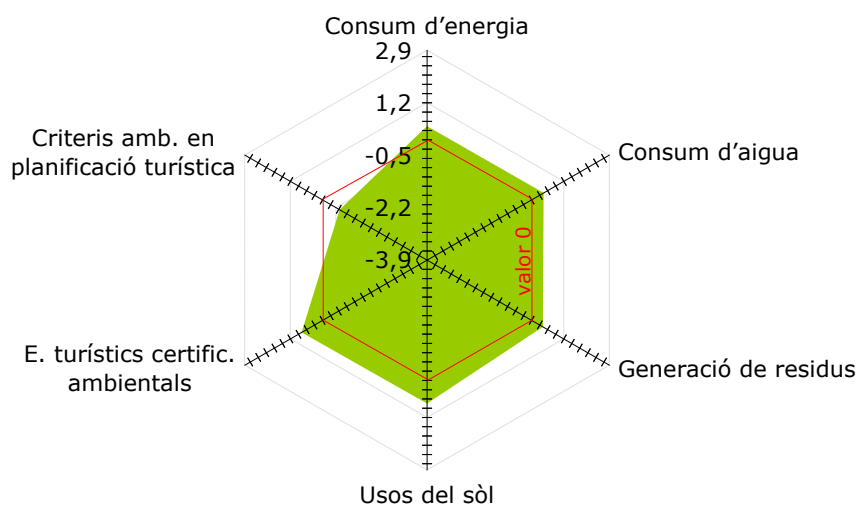 Consum d’energia
2,9
1,2
Criteris amb. en
planificació turística
-0,5
Consum d’aigua
-2,2
valor 0
-3,9
E. turístics certific.
ambientals
Generació de residus
Usos del sòl